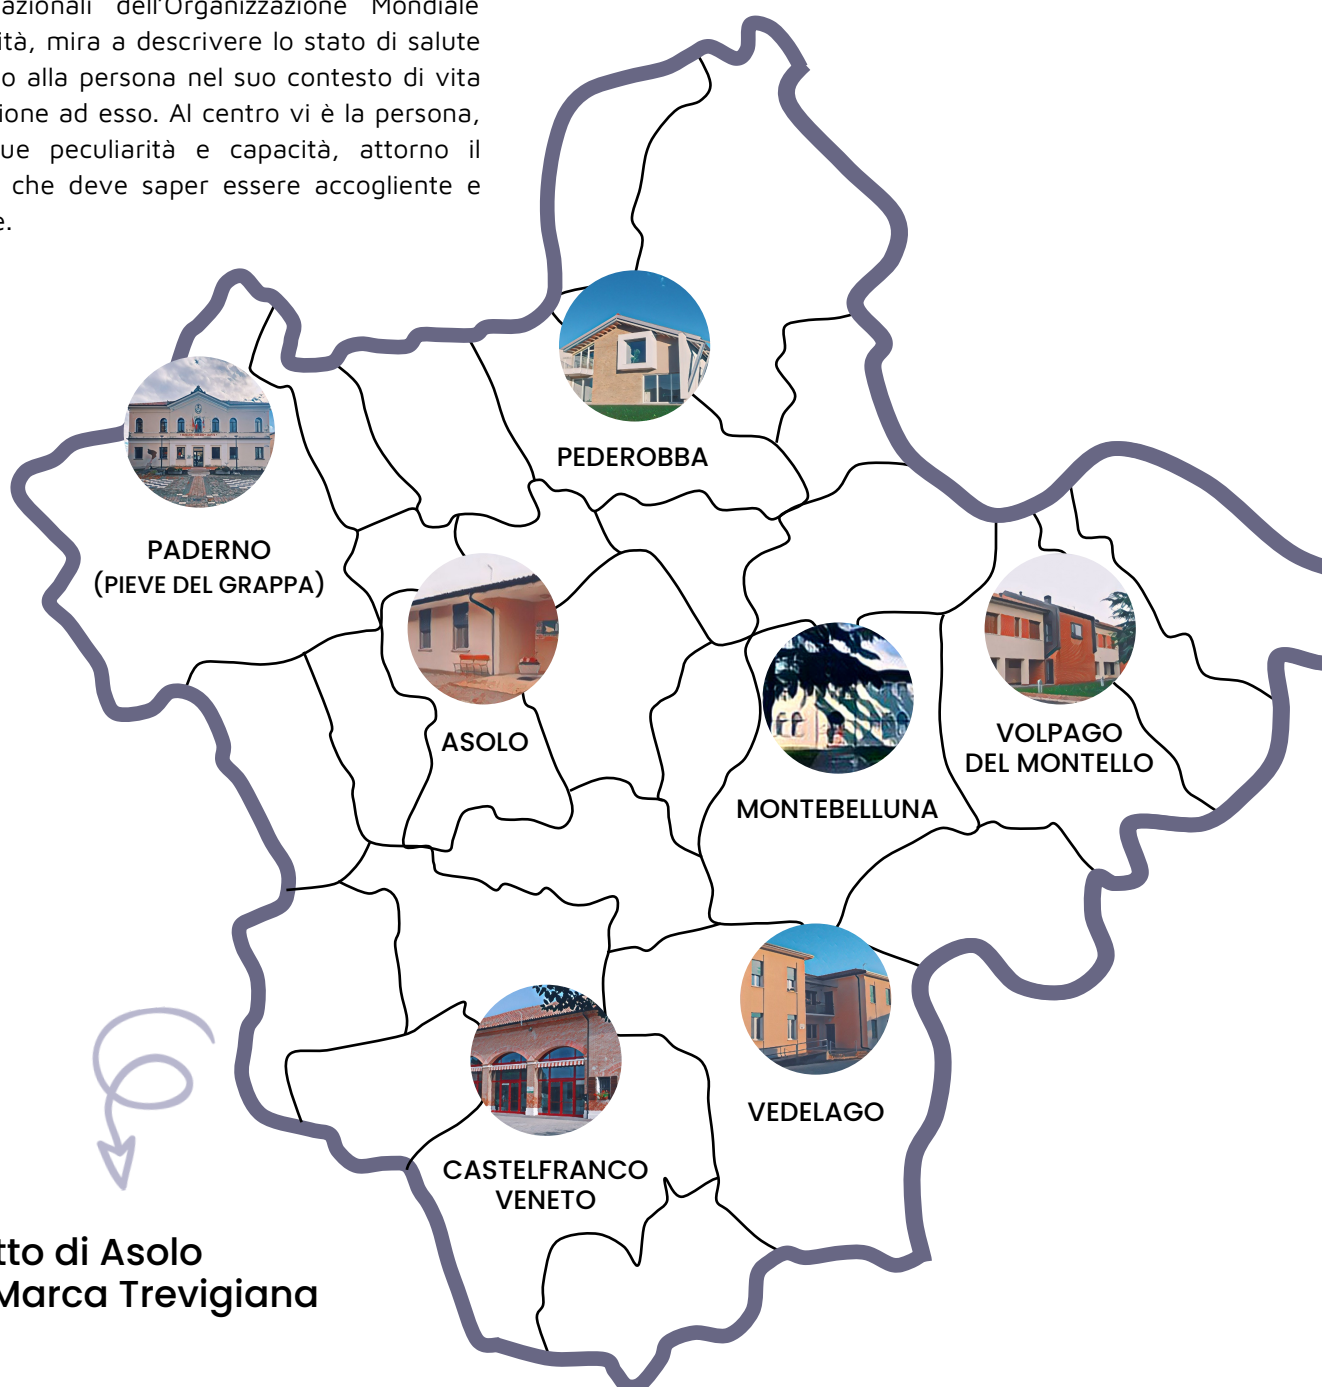 azionali dell'Organizzazione Mondiale
ità, mira a descrivere lo stato di salute
o alla persona nel suo contesto di vita
ione ad esso. Al centro vi è la persona,
ue peculiarità e capacità, attorno il
che deve saper essere accogliente e
e.
PEDEROBBA
PADERNO
(PIEVE DEL GRAPPA)
ASOLO
VOLPAGO
DEL MONTELLO
MONTEBELLUNA
VEDELAGO
CASTELFRANCO
VENETO
tto di Asolo
Marca Trevigiana